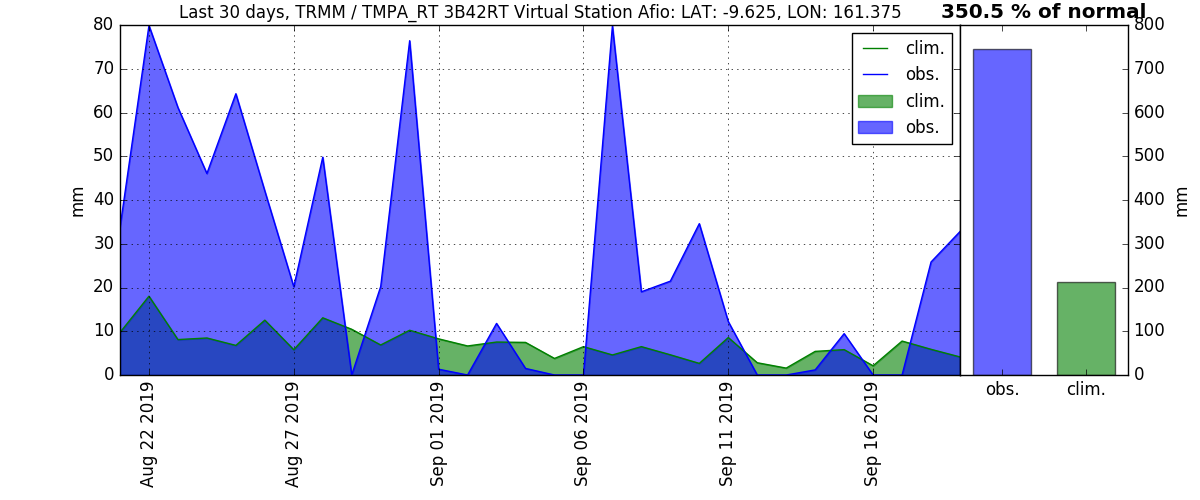 Last 30 days, TRMM / TMPA_RT 3B42RT Virtual Station Afio: LAT: -9.625, LON: 161.375
350.5 % of normal
80
70
60
50
40
30
20
10
0
mm
clim.
obs.
clim.
obs.
Aug 22 2019
Aug 27 2019
Sep 01 2019
Sep 06 2019
Sep 11 2019
Sep 16 2019
800
700
600
500
400
300
200
100
0
mm
obs.
clim.